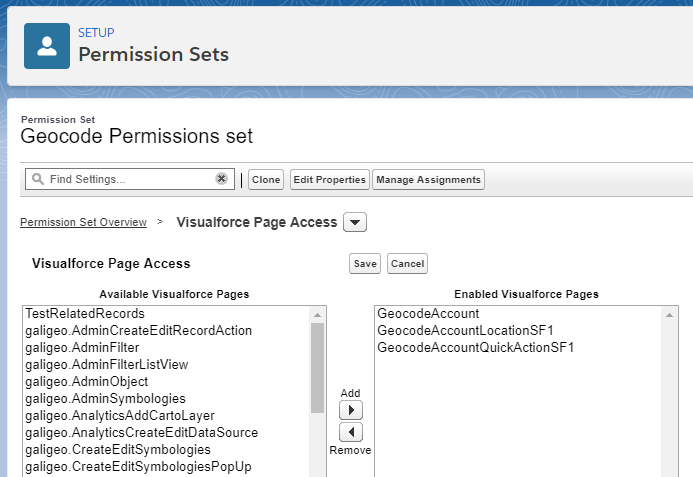 SETUP
Permission Sets
Permission Set
Geocode Permissions set
Find Settings...
Clone
Edit Properties
Manage Assignments
Permission Set Overview > Visualforce Page Access
Visualforce Page Access
Save
Cancel
Available Visualforce Pages
TestRelatedRecords
galigeo.AdminCreateEditRecordAction
galigeo.AdminFilter
galigeo.AdminFilterListView
galigeo.AdminObject
galigeo.AdminSymbologies
galigeo.AnalyticsAddCartoLayer
galigeo.AnalyticsCreateEditDataSource
galigeo.CreateEditSymbologies
galigeo.CreateEditSymbologiesPopUp
Add
Remove
Enabled Visualforce Pages
GeocodeAccount
GeocodeAccountLocationSF1
GeocodeAccountQuickActionSF1